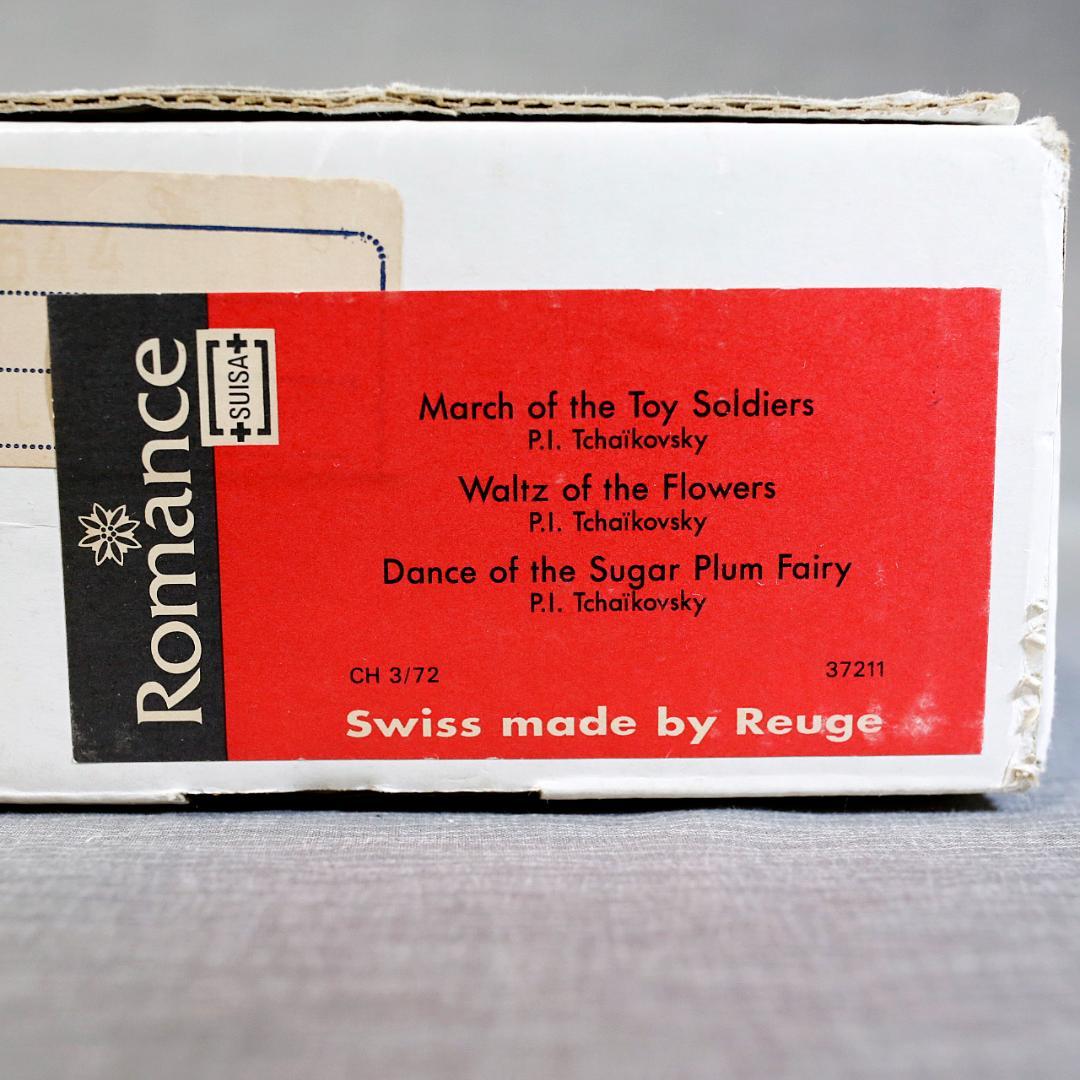 Romance
SUISA
March of the Toy Soldiers
P.I. Tchaïkovsky
Waltz of the Flowers
P.I. Tchaïkovsky
Dance of the Sugar Plum Fairy
P.I. Tchaïkovsky
CH 3/72
37211
Swiss made by Reuge